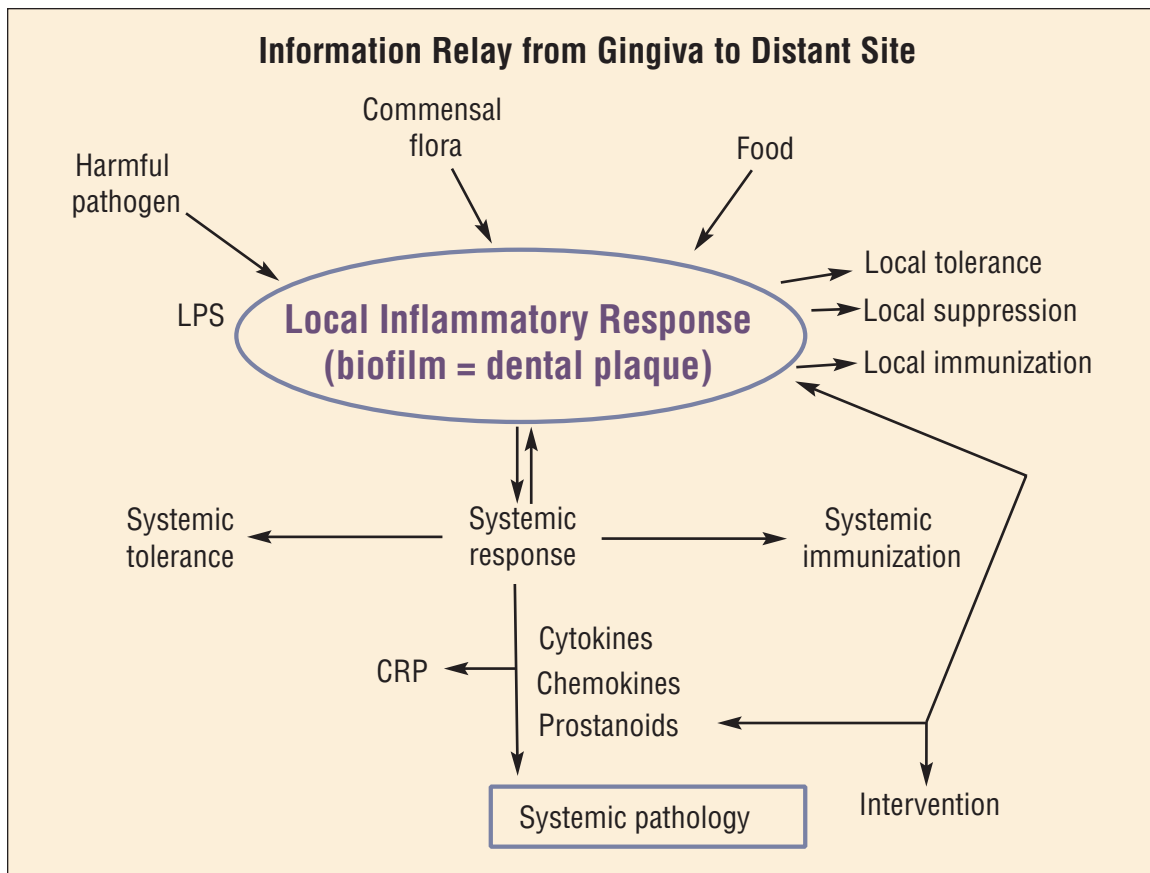 Information Relay from Gingiva to Distant Site
Commensal
flora
Food
Harmful
pathogen
Local tolerance
LPS
Local Inflammatory Response
(biofilm = dental plaque)
Local suppression
Local immunization
Systemic
tolerance
Systemic
response
Systemic
immunization
Cytokines
CRP
Chemokines
Prostanoids
Intervention
Systemic pathology